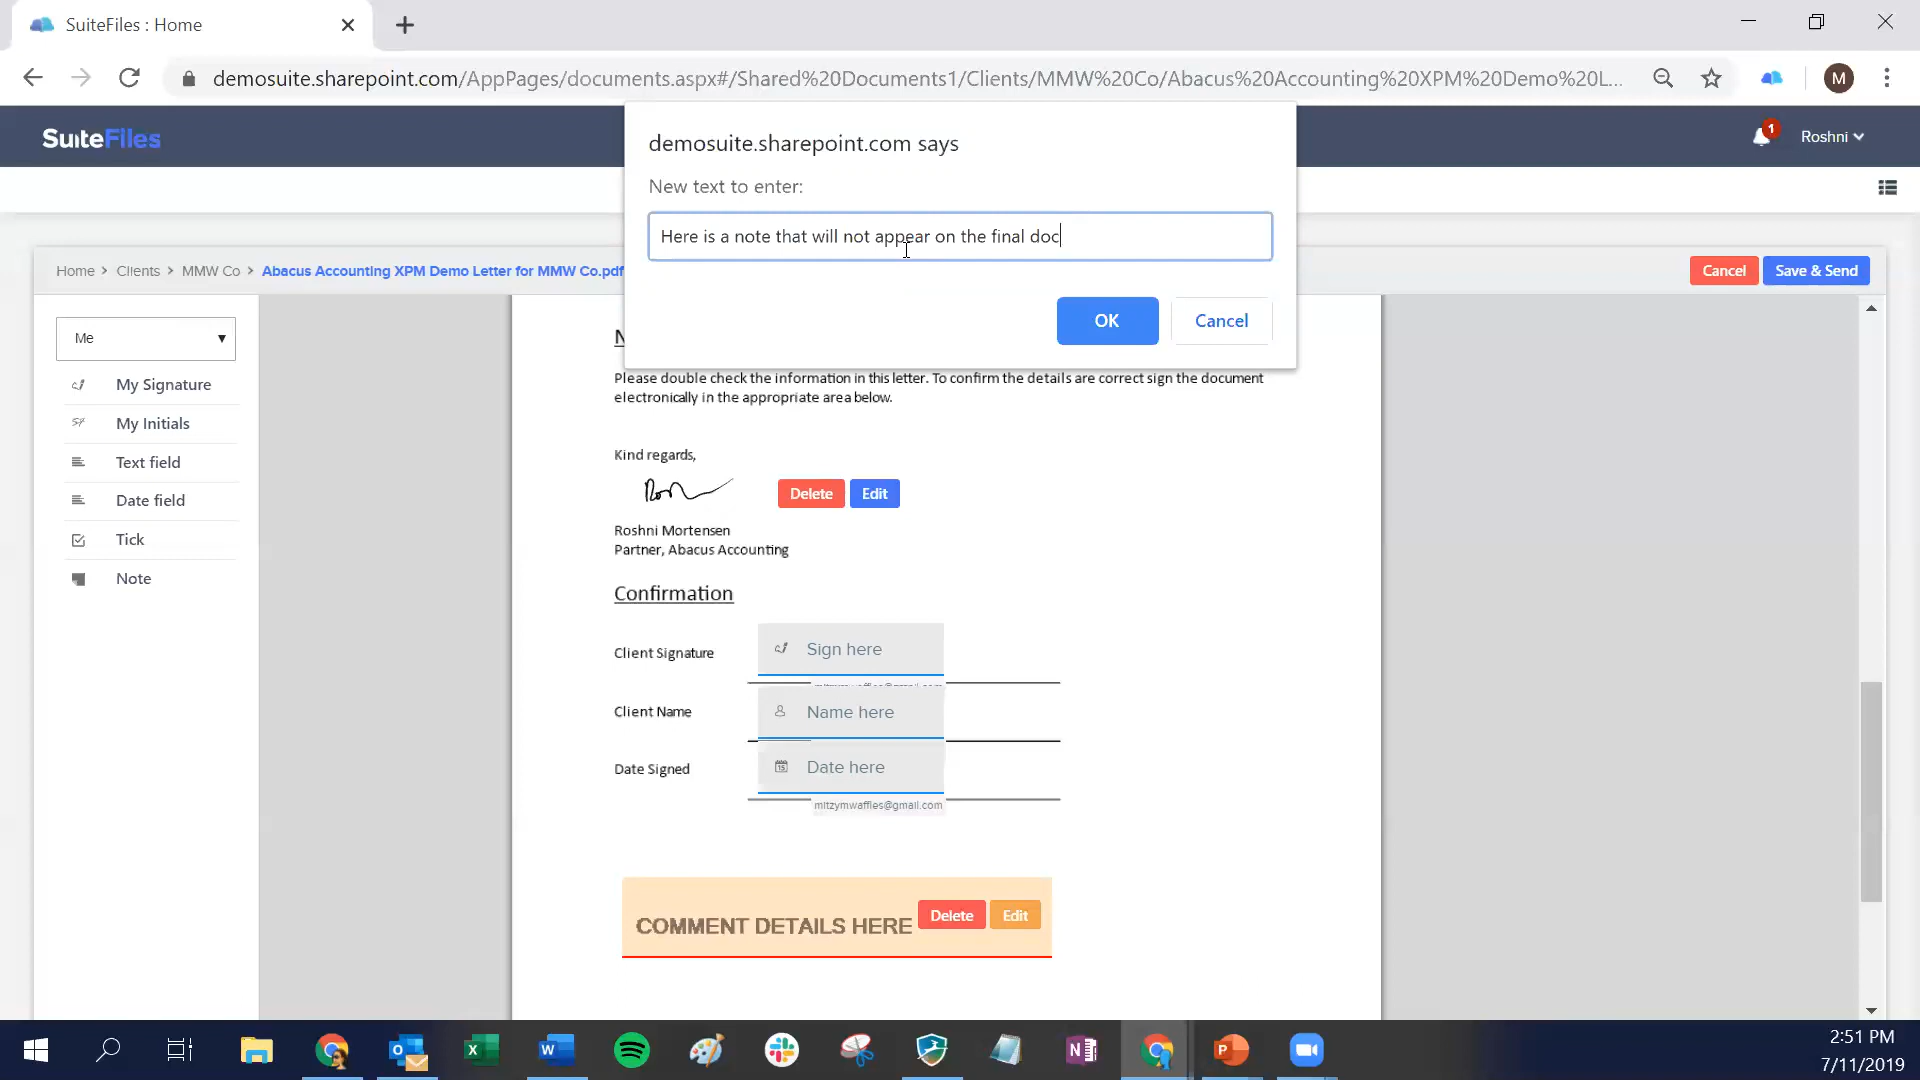 SuiteFiles : Home
demosuite.sharepoint.com/AppPages/documents.aspx#/Shared%20Documents1/Clients/MMW%20Co/Abacus%20Accounting%20XPM%20Demo%20L...
M
SuiteFiles
1
Roshni
demosuite.sharepoint.com says
New text to enter:
Here is a note that will not appear on the final doc
OK
Cancel
Home > Clients > MMW Co > Abacus Accounting XPM Demo Letter for MMW Co.pdf
Cancel
Save & Send
Me
My Signature
My Initials
Text field
Date field
Tick
Note
Please double check the information in this letter. To confirm the details are correct sign the document
electronically in the appropriate area below.
Kind regards,
Delete Edit
Roshni Mortensen
Partner, Abacus Accounting
Confirmation
Client Signature
Sign here
Client Name
Name here
Date Signed
Date here
mitzymwaffles@gmail.com
COMMENT DETAILS HERE
Delete Edit
2:51 PM
7/11/2019